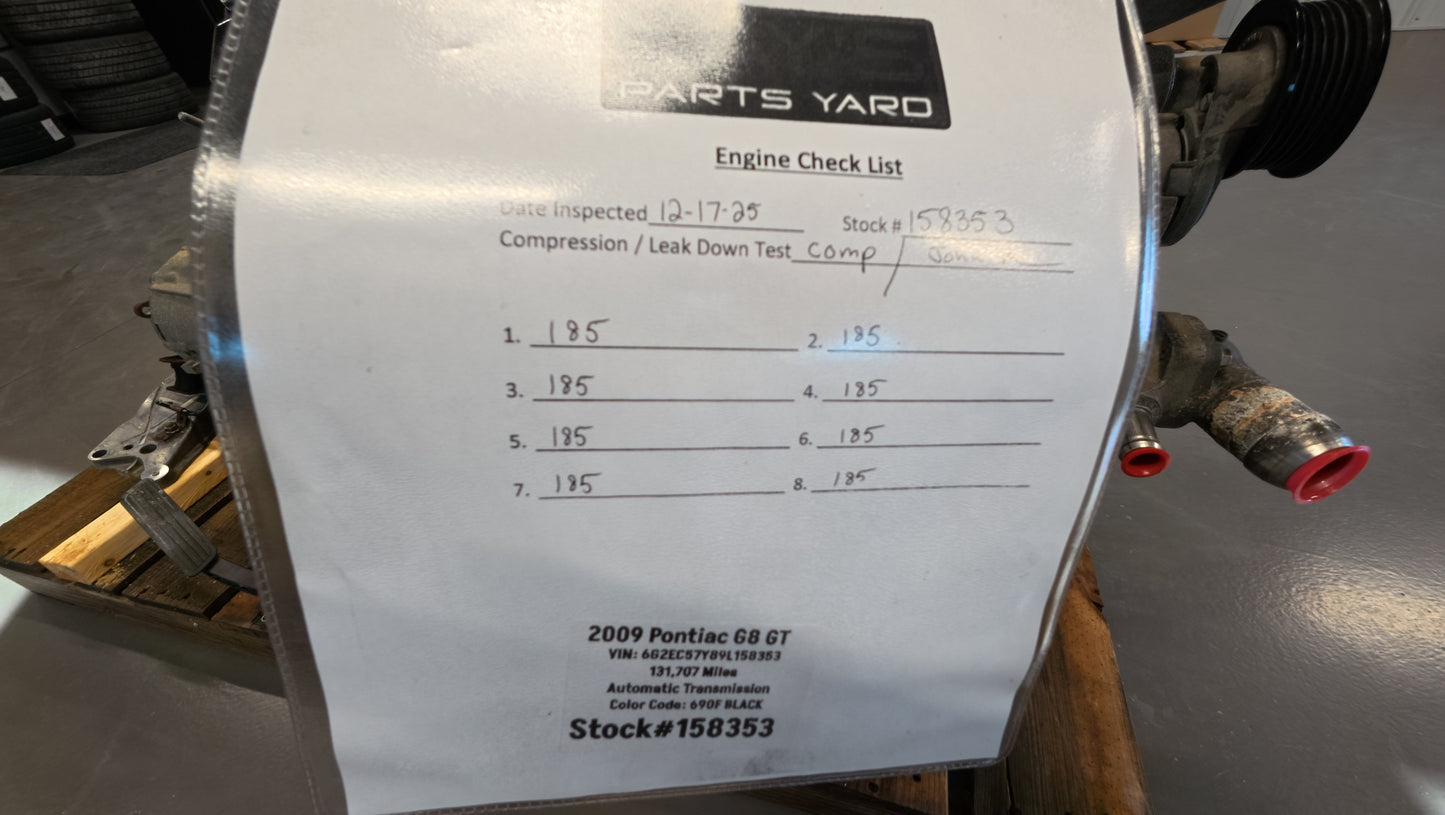 PARTS YARD
Engine Check List
Date Inspected 12-17-25 Stock # 158353
Compression / Leak Down Test comp / John
1. 185 2. 185
3. 185 4. 185
5. 185 6. 185
7. 185 8. 185
2009 Pontiac G8 GT
VIN: 6G2EC57Y89L158353
131,707 Miles
Automatic Transmission
Color Code: 690F BLACK
Stock#158353